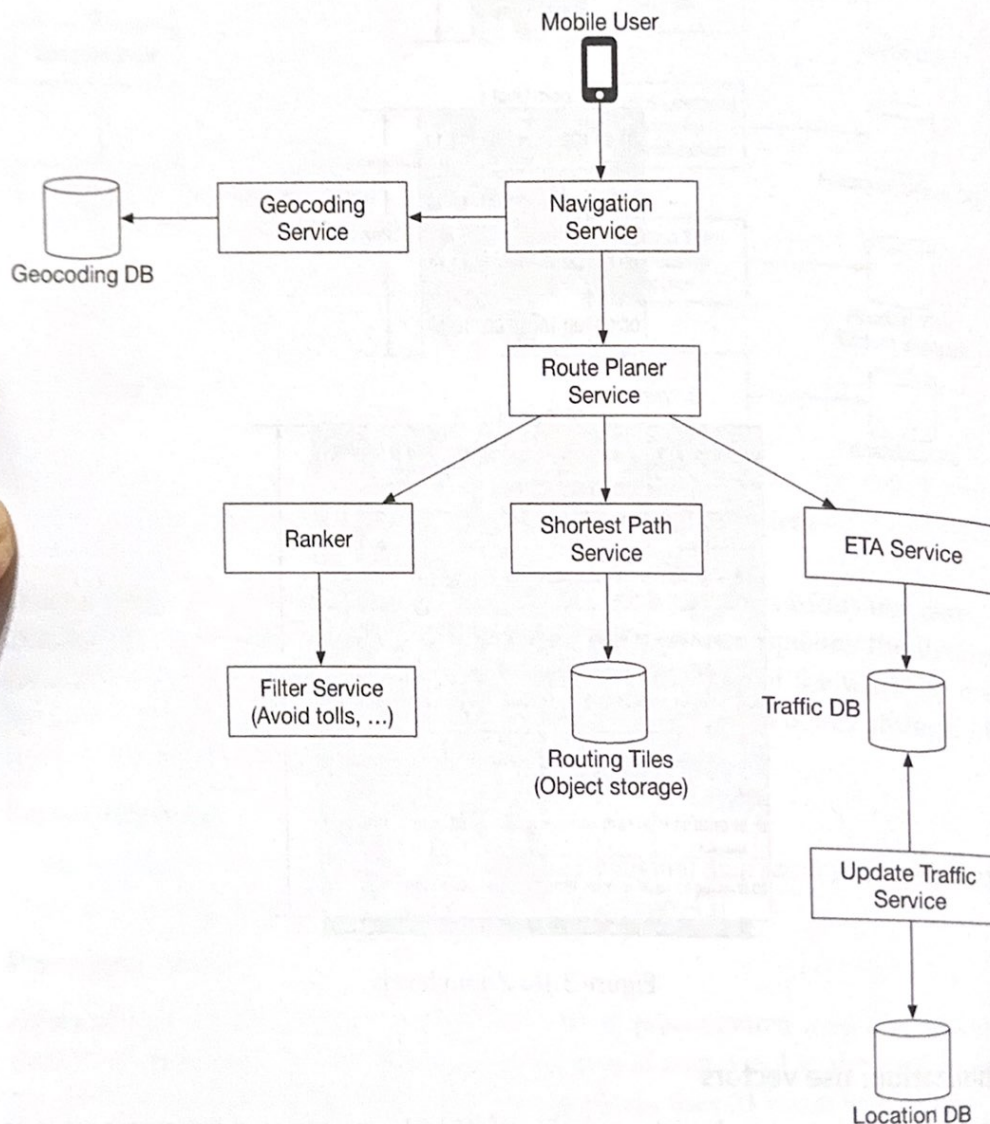 Mobile User
Geocoding
Service
Navigation
Service
Geocoding DB
Route Planer
Service
Ranker
Shortest Path
Service
ETA Service
Filter Service
(Avoid tolls, ...)
Traffic DB
Routing Tiles
(Object storage)
Update Traffic
Service
Location DB